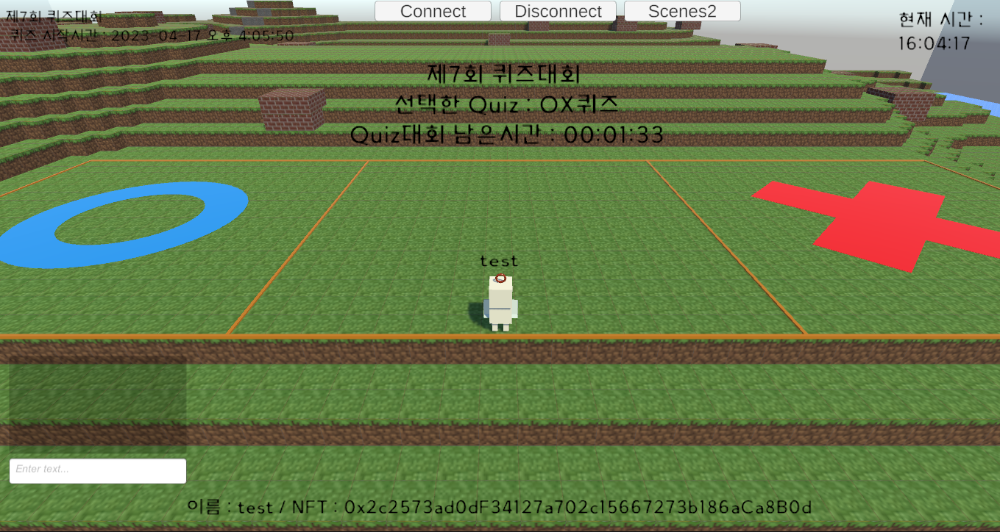 제7회 퀴즈대회
퀴즈 시작시간 : 2023-04-17 오후 4:05:50
Connect
Disconnect
Scenes2
현재 시간 :
16:04:17
제7회 퀴즈대회
선택한 Quiz : OX퀴즈
Quiz대회 남은시간 : 00:01:33
test
Enter text...
이름 : test / NFT : 0x2c2573ad0dF34127a702c15667273b186aCa8B0d